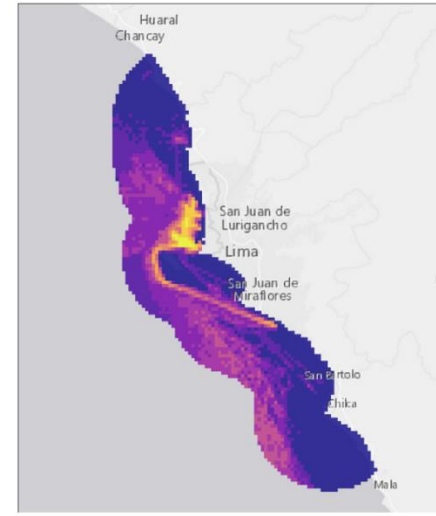 Huaral
Chancay
San Juan de
Lurigancho
Lima
San Juan de
Miraflores
San Bartolo
Chilca
Mala